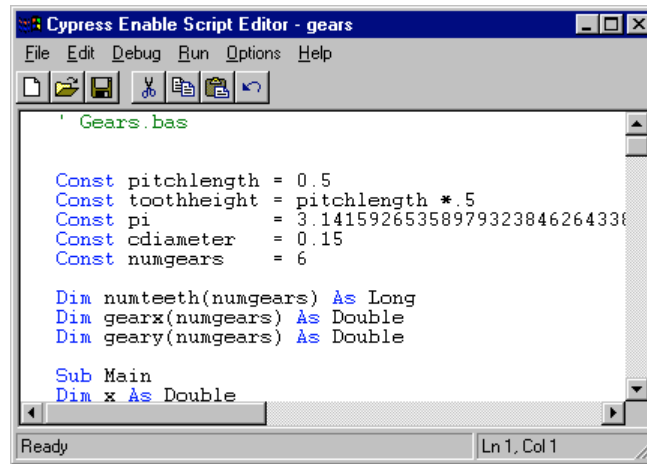 Cypress Enable Script Editor - gears
File Edit Debug Run Options Help
' Gears.bas
Const pitchlength = 0.5
Const toothheight = pitchlength *.5
Const pi = 3.14159265358979323846264338
Const cdiameter = 0.15
Const numgears = 6
Dim numteeth(numgears) As Long
Dim gearx(numgears) As Double
Dim geary(numgears) As Double
Sub Main
Dim x As Double
Ready Ln 1, Col 1